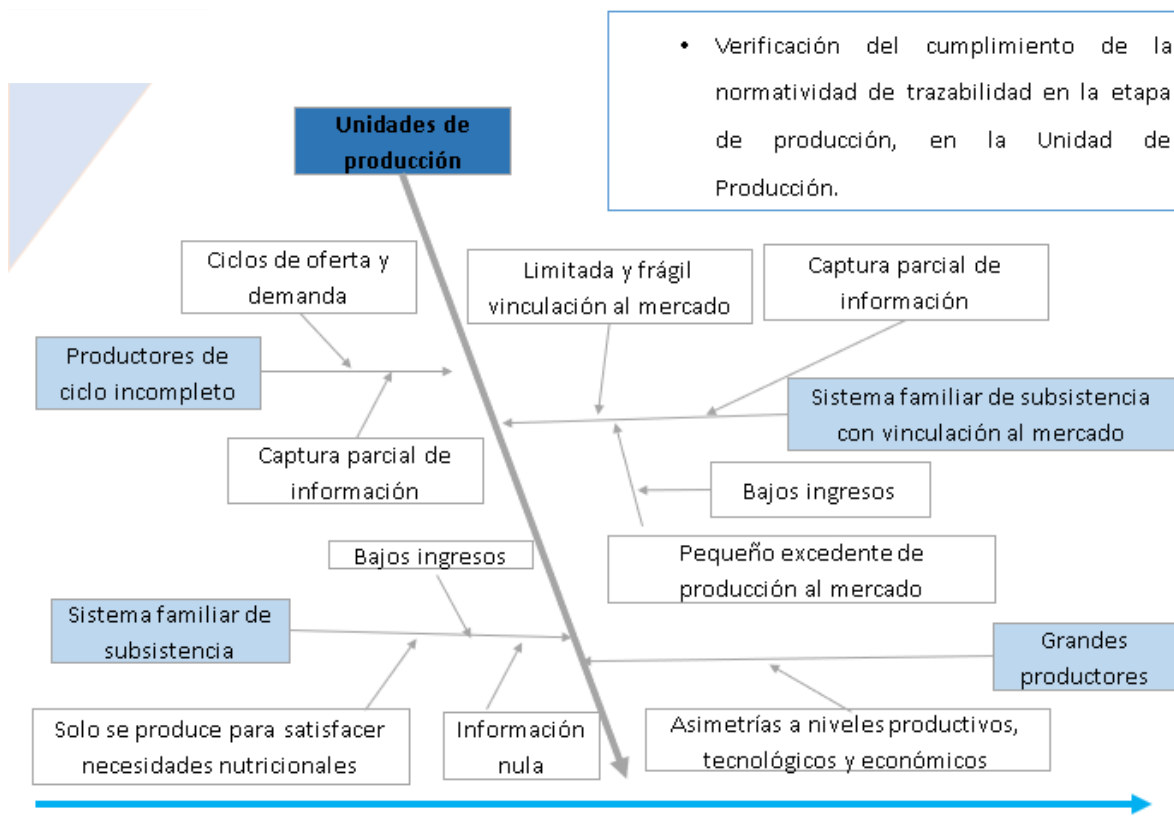 • Verificación del cumplimiento de la
normatividad de trazabilidad en la etapa
de producción, en la Unidad de
Producción.
Unidades de
producción
Ciclos de oferta y
demanda
Limitada y frágil
vinculación al mercado
Captura parcial de
información
Productores de
ciclo incompleto
Sistema familiar de subsistencia
con vinculación al mercado
Captura parcial de
información
Bajos ingresos
Bajos ingresos
Pequeño excedente de
producción al mercado
Sistema familiar de
subsistencia
Grandes
productores
Solo se produce para satisfacer
necesidades nutricionales
Información
nula
Asimetrías a niveles productivos,
tecnológicos y económicos